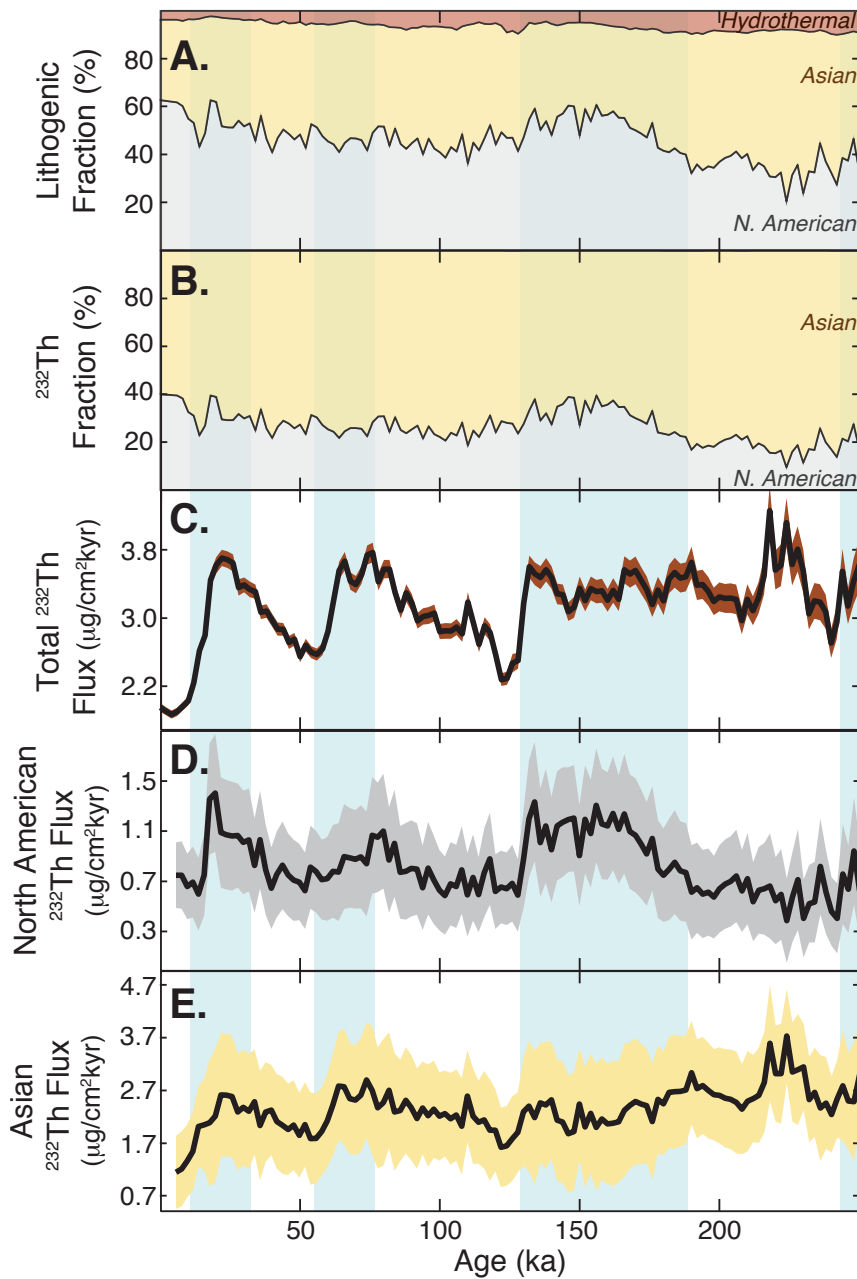 A.
Hydrothermal
Asian
N. American
Lithogenic
Fraction (%)
80
60
40
20
B.
Asian
N. American
²³²Th
Fraction (%)
80
60
40
20
C.
Total ²³²Th
Flux (μg/cm²kyr)
3.8
3.0
2.2
D.
North American
²³²Th Flux
(μg/cm²kyr)
1.5
1.1
0.7
0.3
E.
Asian
²³²Th Flux
(μg/cm²kyr)
4.7
3.7
2.7
1.7
0.7
50 100 150 200
Age (ka)